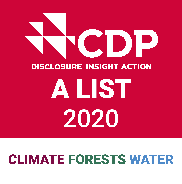 CDP
DISCLOSURE INSIGHT ACTION
A LIST
2020
CLIMATE FORESTS WATER